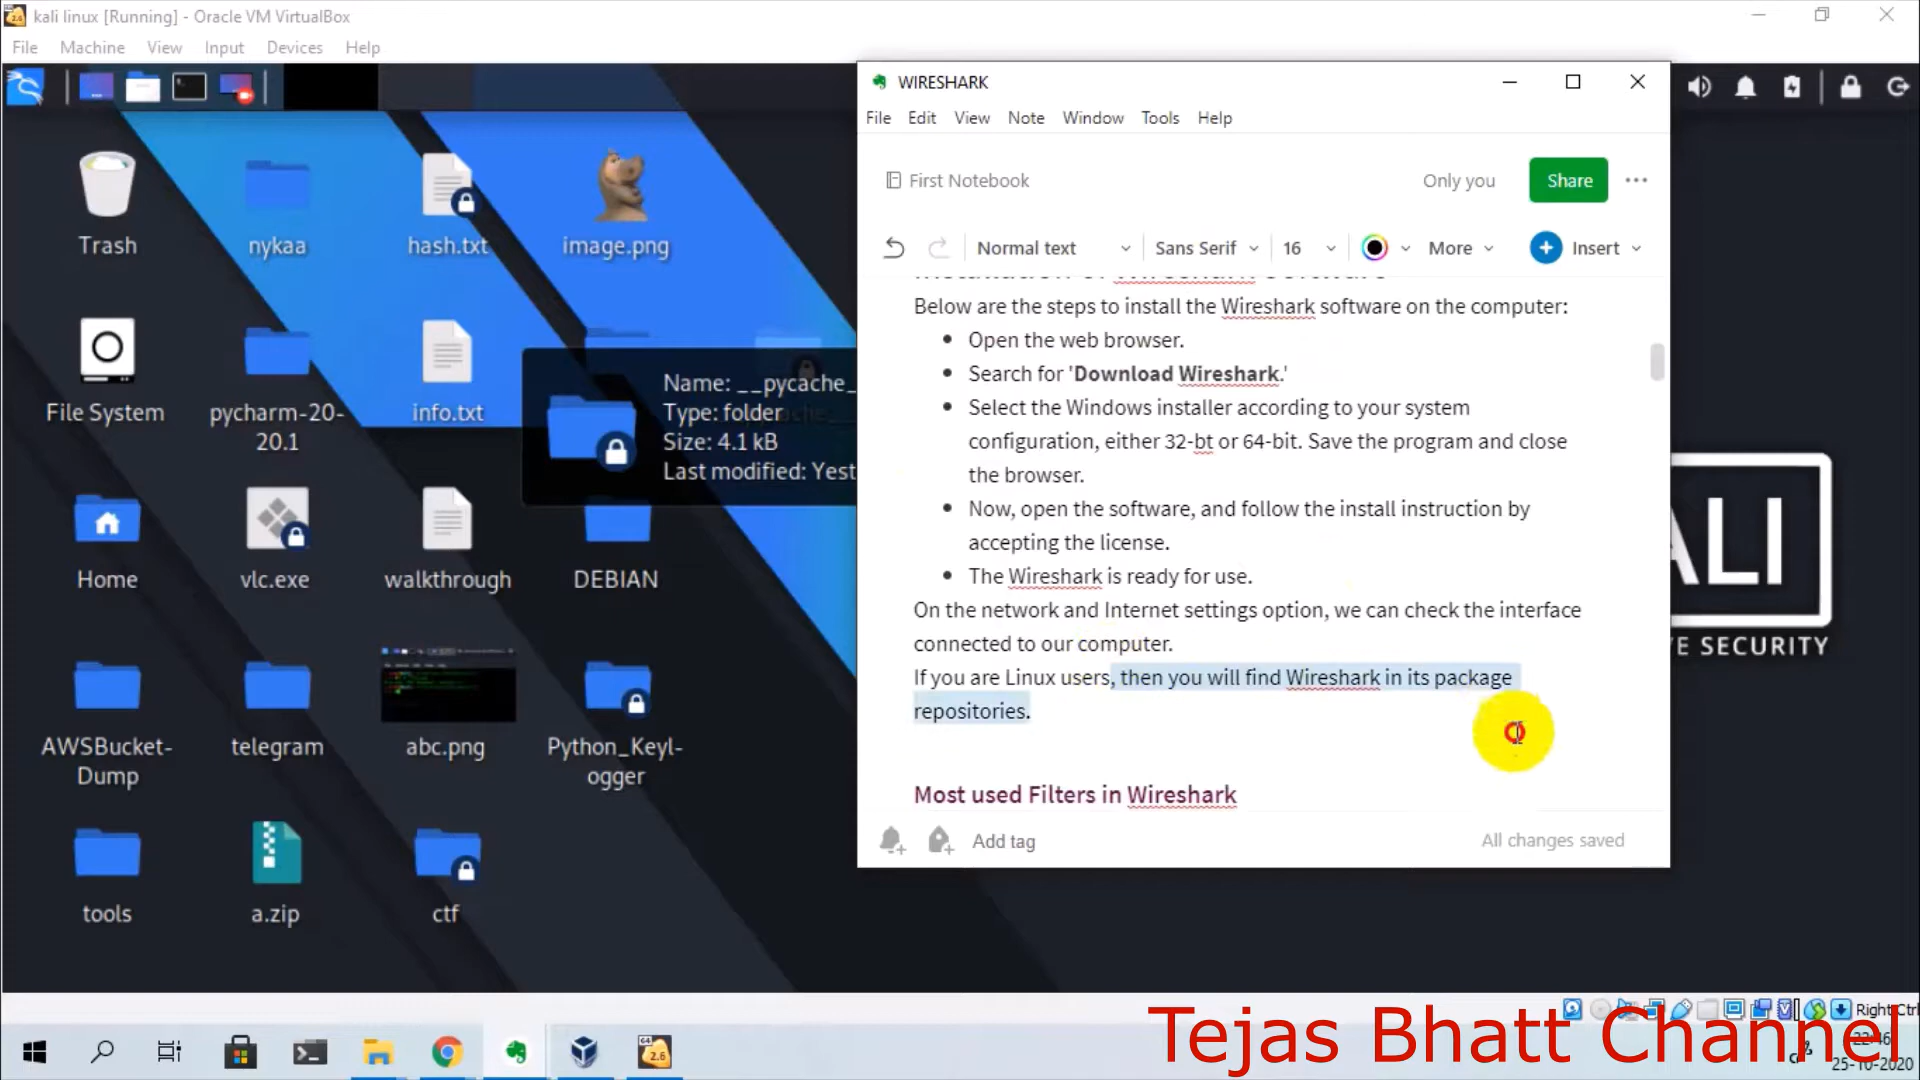 kali linux [Running] - Oracle VM VirtualBox
File Machine View Input Devices Help
WIRESHARK
File Edit View Note Window Tools Help
First Notebook
Only you
Share
Normal text
Sans Serif
16
More
Insert
Below are the steps to install the Wireshark software on the computer:
Open the web browser.
Search for 'Download Wireshark.'
Select the Windows installer according to your system
configuration, either 32-bt or 64-bit. Save the program and close
the browser.
Now, open the software, and follow the install instruction by
accepting the license.
The Wireshark is ready for use.
On the network and Internet settings option, we can check the interface
connected to our computer.
If you are Linux users, then you will find Wireshark in its package
repositories.
Most used Filters in Wireshark
Add tag
All changes saved
Trash
nykaa
hash.txt
image.png
File System
pycharm-20-
20.1
info.txt
Name: __pycache_
Type: folder
Size: 4.1 kB
Last modified: Yest
Home
vlc.exe
walkthrough
DEBIAN
AWSBucket-
Dump
telegram
abc.png
Python_Keyl-
ogger
tools
a.zip
ctf
ALI
VE SECURITY
Right Ctrl
Tejas Bhatt Channel
64
2.6
22:46
25-10-2020